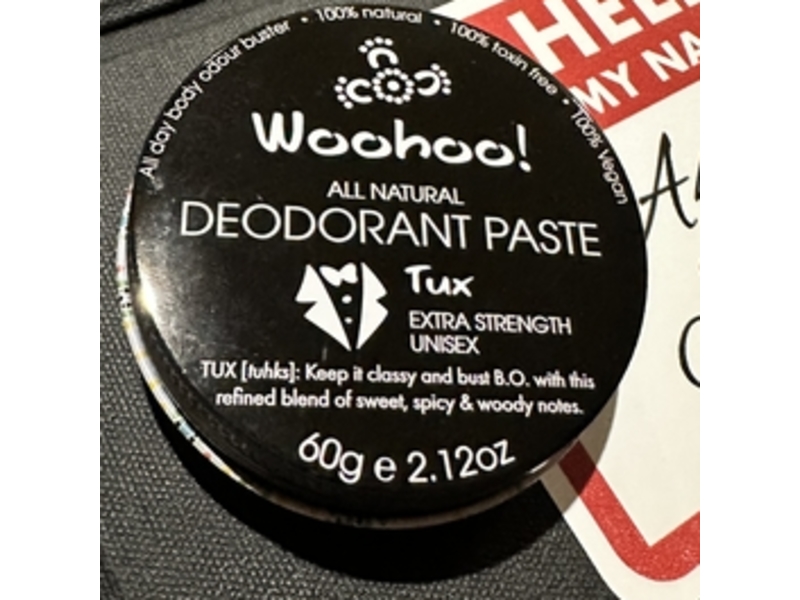 All day body odour buster • 100% natural • 100% toxin free • 100% Vegan
Woohoo!
ALL NATURAL
DEODORANT PASTE
Tux
EXTRA STRENGTH
UNISEX
TUX [tuhks]: Keep it classy and bust B.O. with this
refined blend of sweet, spicy & woody notes.
60g e 2.12oz
MY